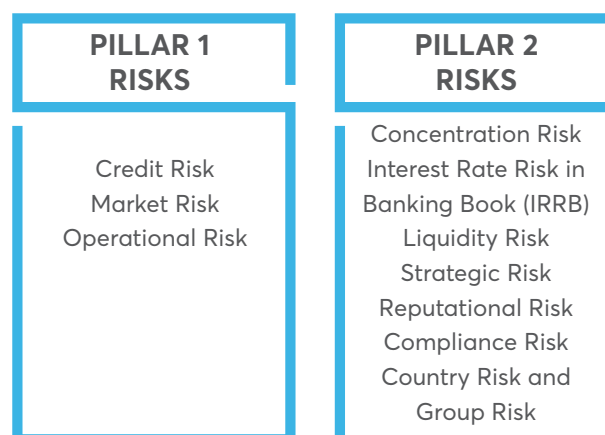 PILLAR 1
RISKS
Credit Risk
Market Risk
Operational Risk
PILLAR 2
RISKS
Concentration Risk
Interest Rate Risk in
Banking Book (IRRB)
Liquidity Risk
Strategic Risk
Reputational Risk
Compliance Risk
Country Risk and
Group Risk